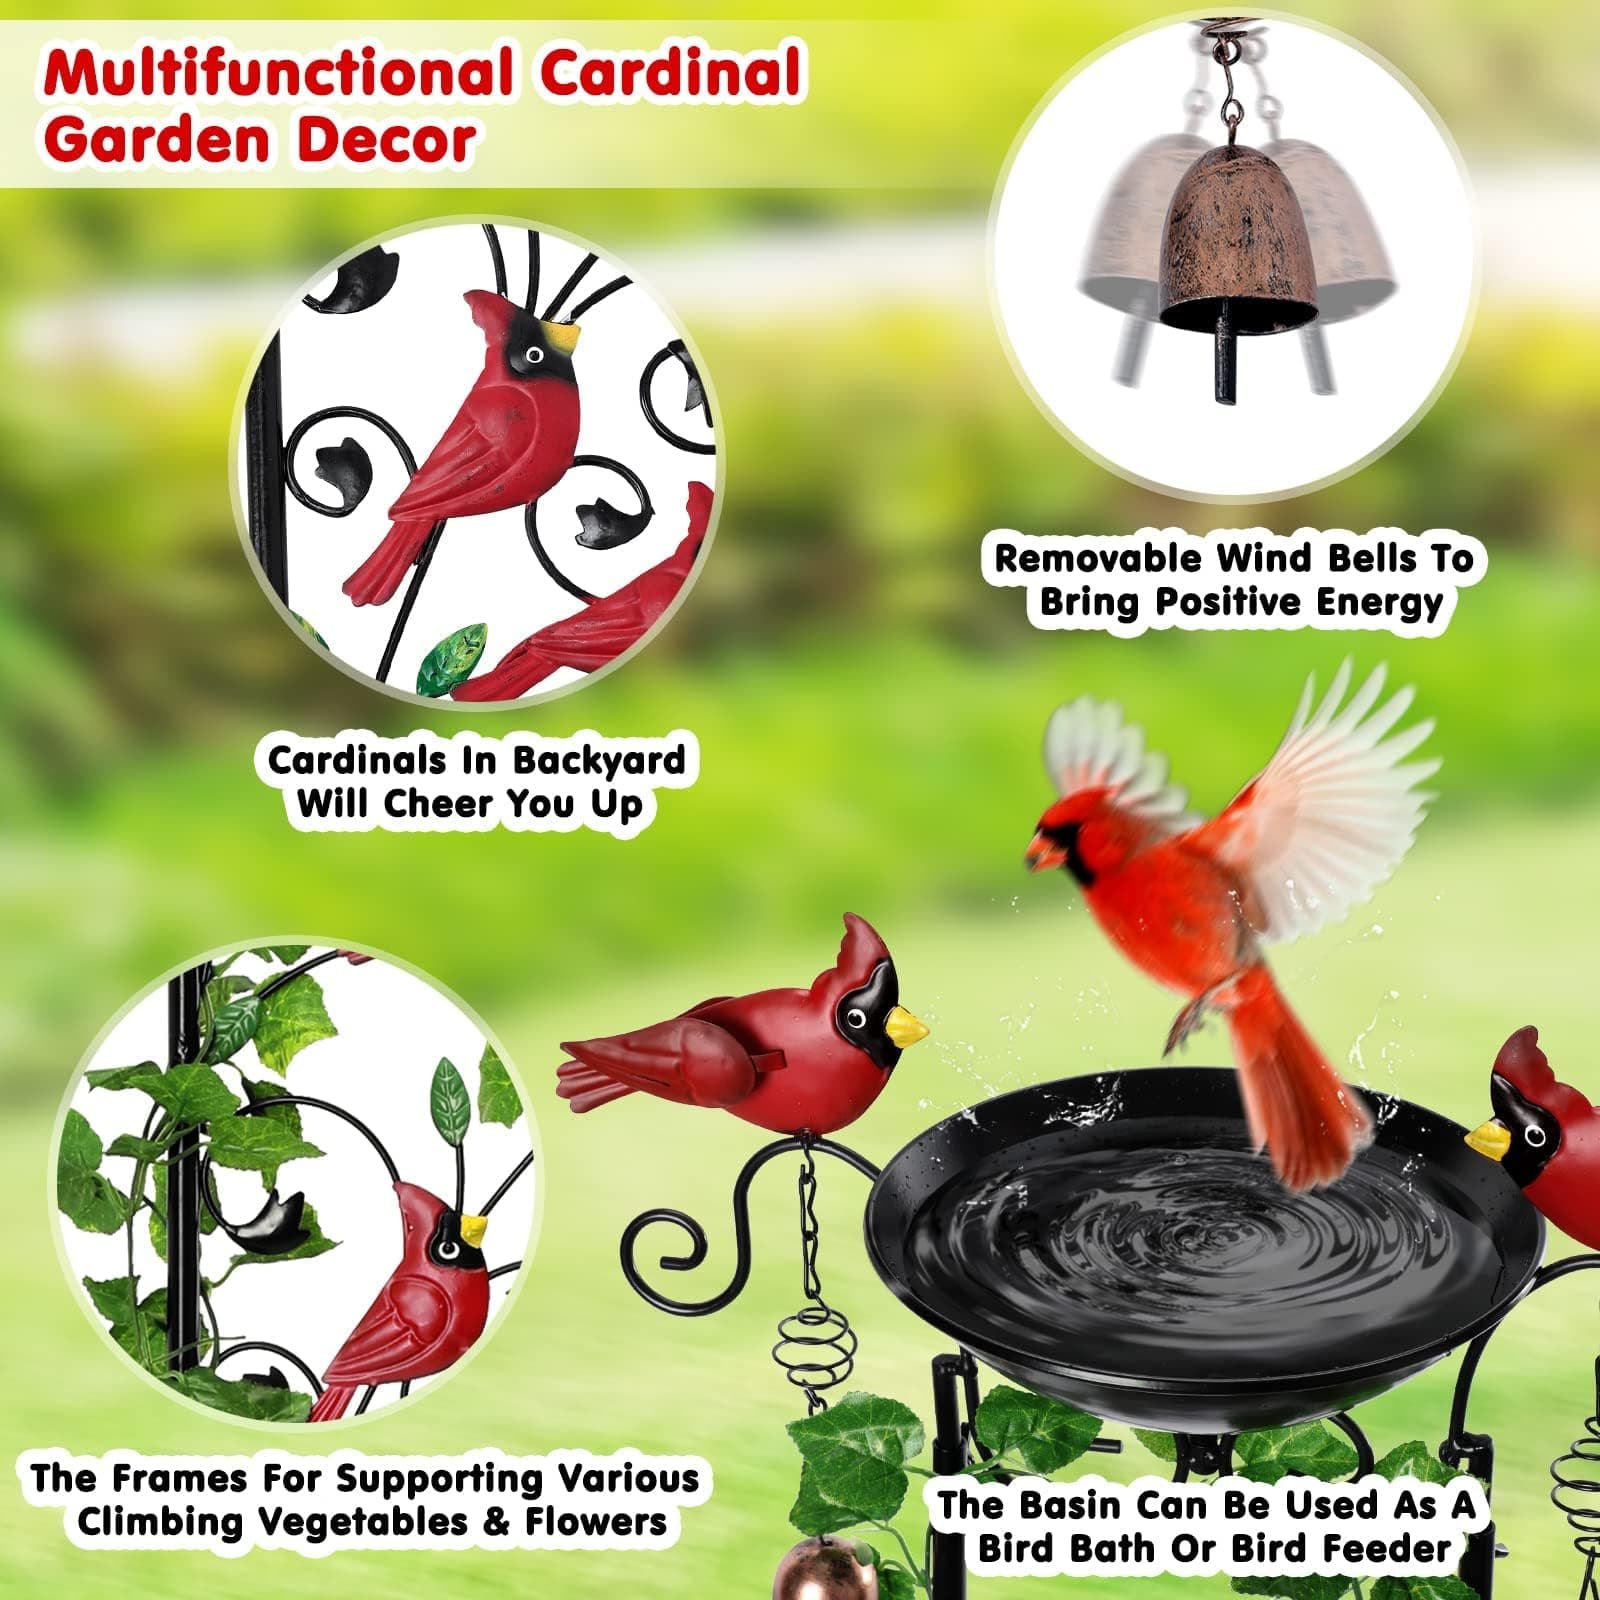 Multifunctional Cardinal
Garden Decor
Removable Wind Bells To
Bring Positive Energy
Cardinals In Backyard
Will Cheer You Up
The Frames For Supporting Various
Climbing Vegetables & Flowers
The Basin Can Be Used As A
Bird Bath Or Bird Feeder